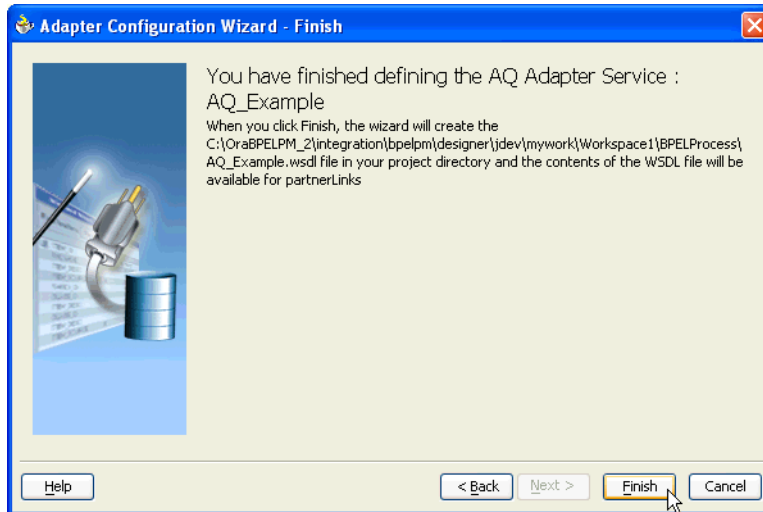 Adapter Configuration Wizard - Finish
You have finished defining the AQ Adapter Service :
AQ_Example
When you click Finish, the wizard will create the
C:\OraBPELPM_2\integration\bpelpm\designer\jdev\mywork\Workspace1\BPELProcess\
AQ_Example.wsdl file in your project directory and the contents of the WSDL file will be
available for partnerLinks
Help
< Back
Next >
Finish
Cancel